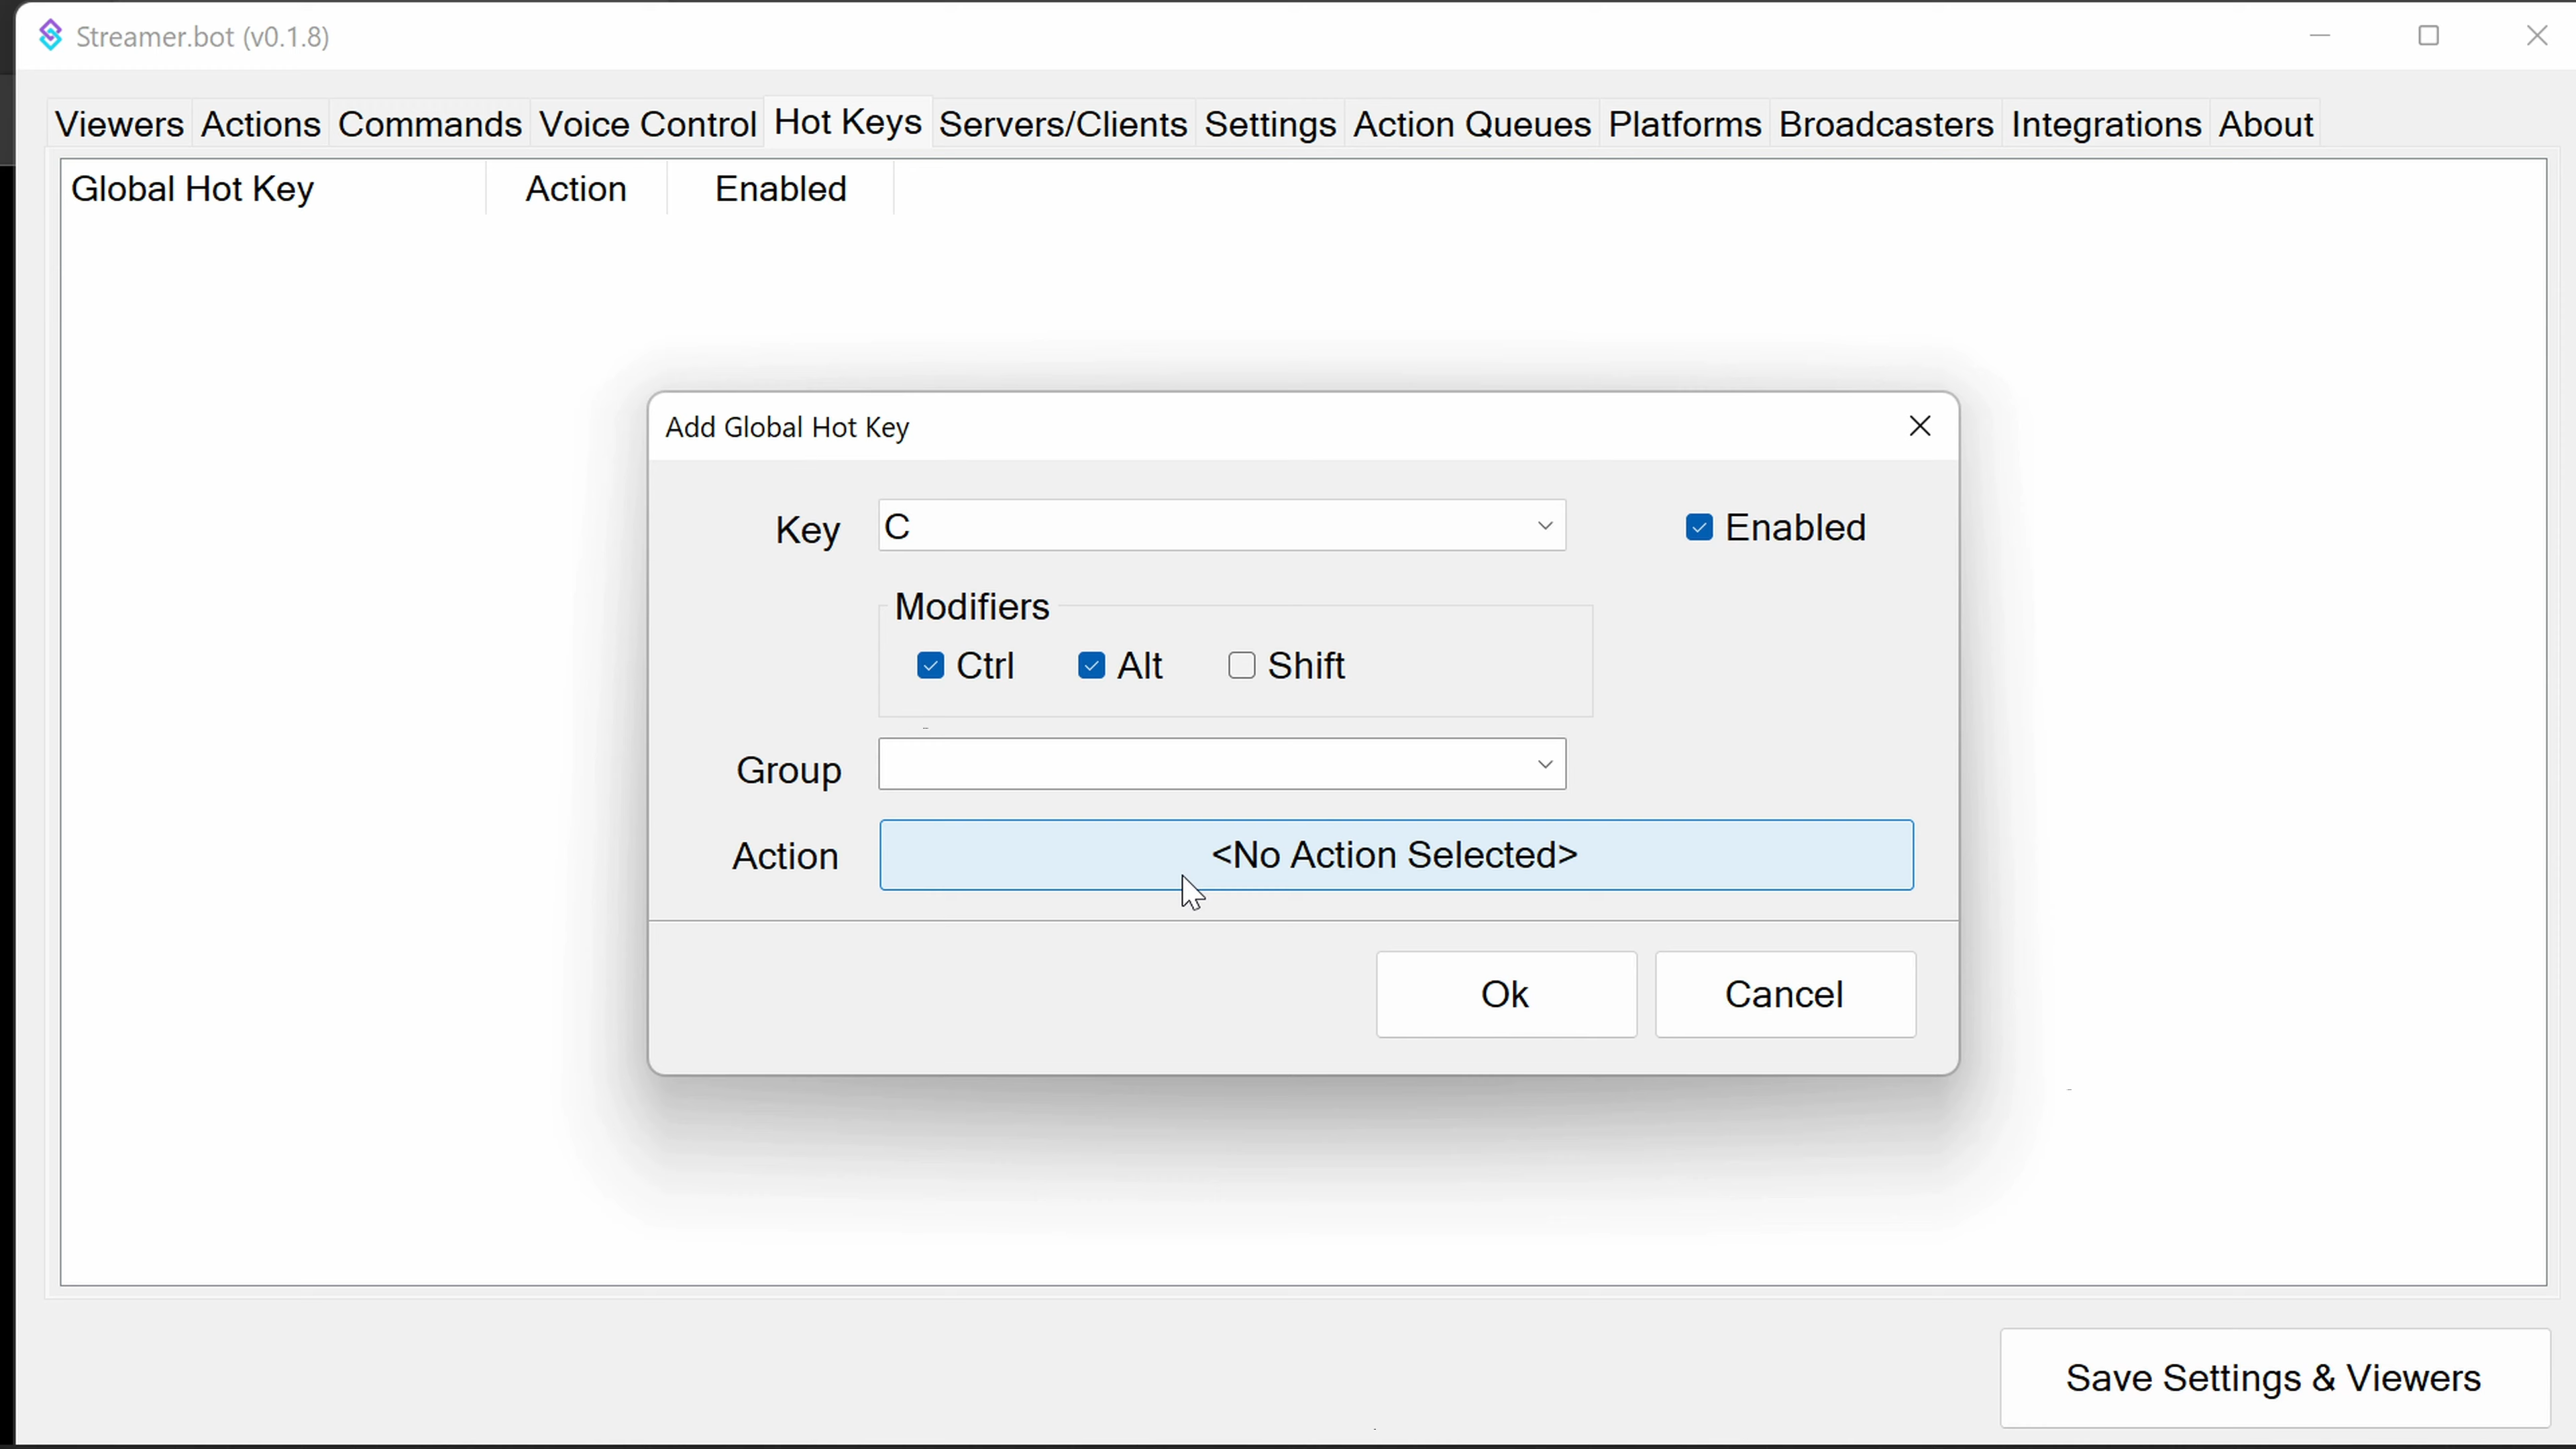 Streamer.bot (v0.1.8)
Viewers Actions Commands Voice Control Hot Keys Servers/Clients Settings Action Queues Platforms Broadcasters Integrations About
Global Hot Key Action Enabled
Add Global Hot Key
Key C Enabled
Modifiers
Ctrl Alt Shift
Group
Action <No Action Selected>
Ok Cancel
Save Settings & Viewers